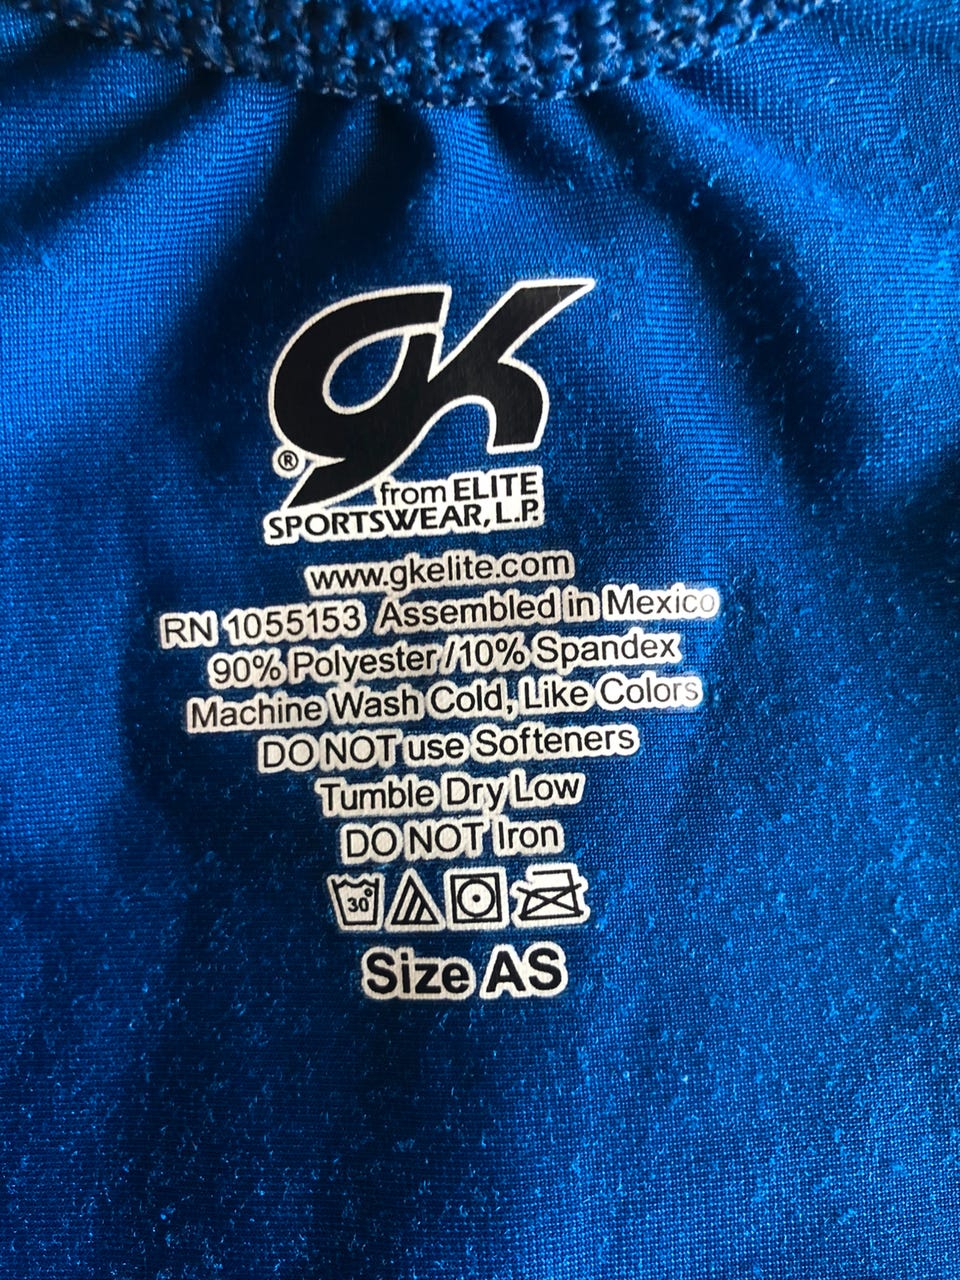 GK
®
from ELITE
SPORTSWEAR, L.P.
www.gkelite.com
RN 1055153 Assembled in Mexico
90% Polyester/10% Spandex
Machine Wash Cold, Like Colors
DO NOT use Softeners
Tumble Dry Low
DO NOT Iron
30°
Size AS